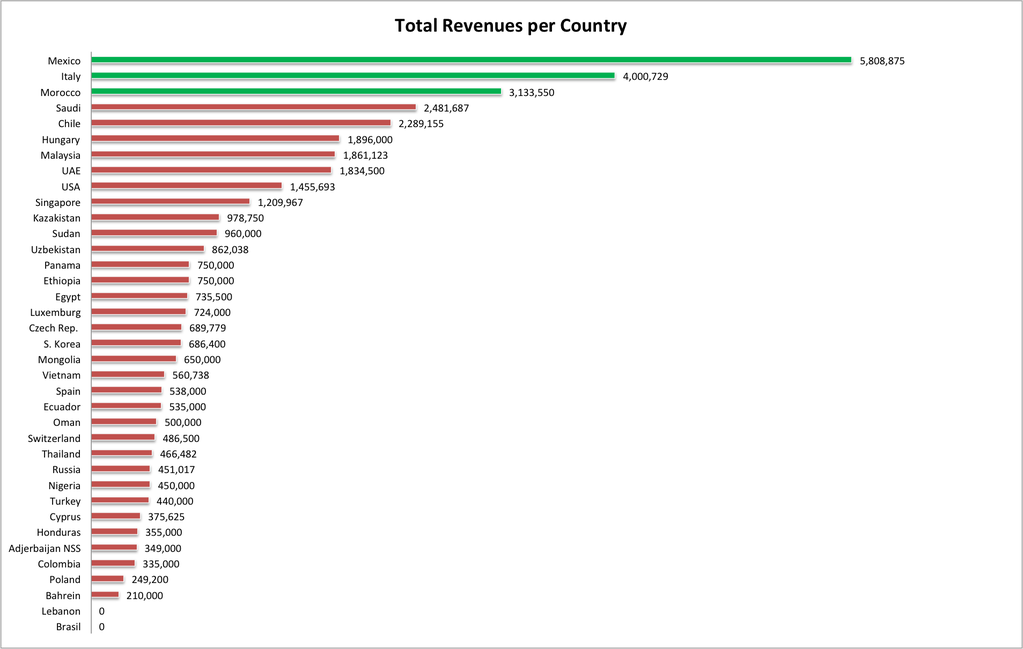 Total Revenues per Country
Mexico 5,808,875
Italy 4,000,729
Morocco 3,133,550
Saudi 2,481,687
Chile 2,289,155
Hungary 1,896,000
Malaysia 1,861,123
UAE 1,834,500
USA 1,455,693
Singapore 1,209,967
Kazakistan 978,750
Sudan 960,000
Uzbekistan 862,038
Panama 750,000
Ethiopia 750,000
Egypt 735,500
Luxemburg 724,000
Czech Rep. 689,779
S. Korea 686,400
Mongolia 650,000
Vietnam 560,738
Spain 538,000
Ecuador 535,000
Oman 500,000
Switzerland 486,500
Thailand 466,482
Russia 451,017
Nigeria 450,000
Turkey 440,000
Cyprus 375,625
Honduras 355,000
Adjerbaijan NSS 349,000
Colombia 335,000
Poland 249,200
Bahrein 210,000
Lebanon 0
Brasil 0